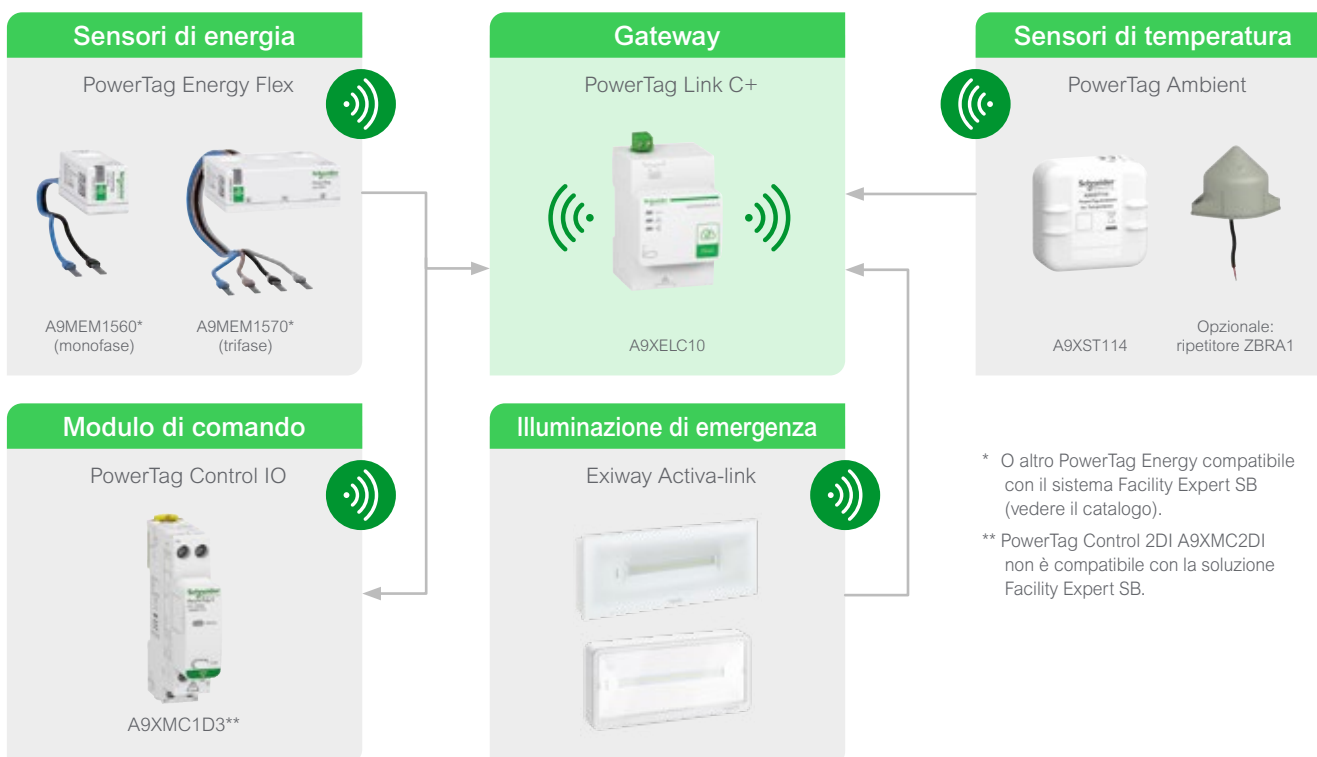 Sensori di energia
PowerTag Energy Flex
A9MEM1560*
(monofase)
A9MEM1570*
(trifase)
Gateway
PowerTag Link C+
A9XELC10
Sensori di temperatura
PowerTag Ambient
Schneider
A9XST114
Opzionale:
ripetitore ZBRA1
Modulo di comando
PowerTag Control IO
A9XMC1D3**
Illuminazione di emergenza
Exiway Activa-link
* O altro PowerTag Energy compatibile
con il sistema Facility Expert SB
(vedere il catalogo).
** PowerTag Control 2DI A9XMC2DI
non è compatibile con la soluzione
Facility Expert SB.